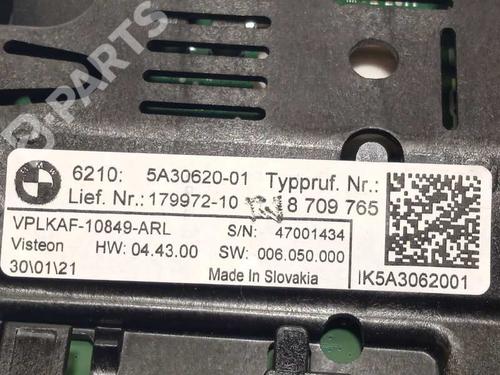 B-PARTS
BMW
6210: 5A30620-01 Typpruf. Nr.:
Lief. Nr.: 179972-10 8 709 765
VPLKAF-10849-ARL S/N: 47001434
Visteon HW: 04.43.00 SW: 006.050.000
30\01\21 Made In Slovakia IK5A3062001